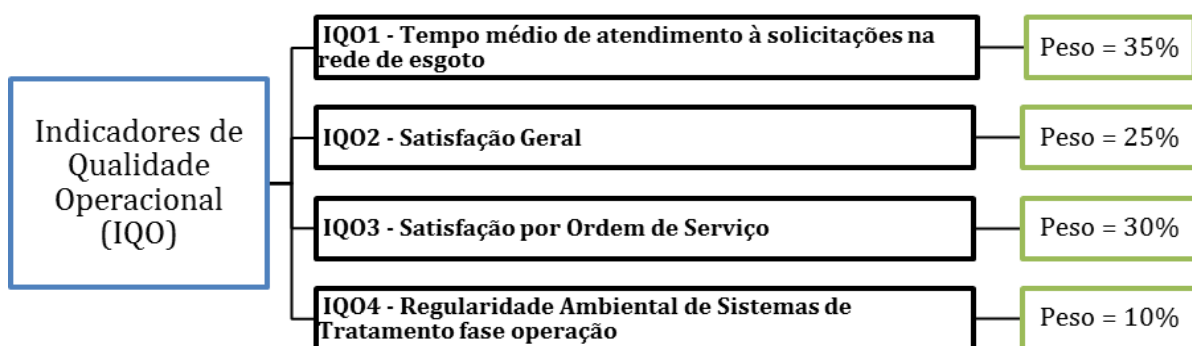 Indicadores de
Qualidade
Operacional
(IQO)
IQO1 - Tempo médio de atendimento à solicitações na
rede de esgoto
Peso = 35%
IQO2 - Satisfação Geral
Peso = 25%
IQO3 - Satisfação por Ordem de Serviço
Peso = 30%
IQO4 - Regularidade Ambiental de Sistemas de
Tratamento fase operação
Peso = 10%